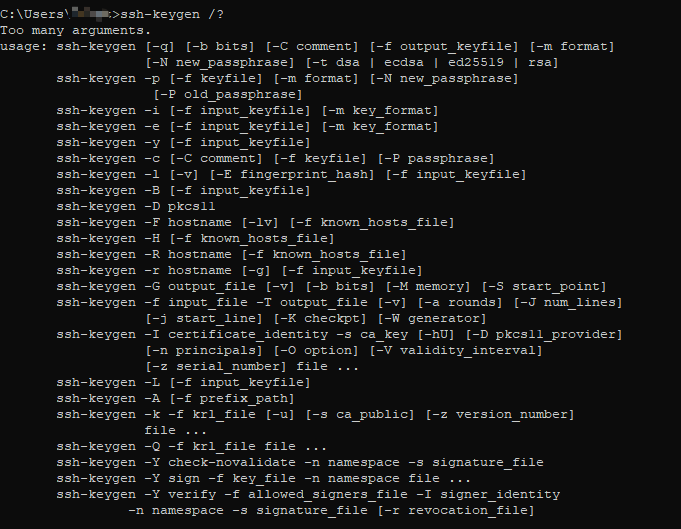 C:\Users\ >ssh-keygen /?
Too many arguments.
usage: ssh-keygen [-q] [-b bits] [-C comment] [-f output_keyfile] [-m format]
[-N new_passphrase] [-t dsa | ecdsa | ed25519 | rsa]
ssh-keygen -p [-f keyfile] [-m format] [-N new_passphrase]
[-P old_passphrase]
ssh-keygen -i [-f input_keyfile] [-m key_format]
ssh-keygen -e [-f input_keyfile] [-m key_format]
ssh-keygen -y [-f input_keyfile]
ssh-keygen -c [-C comment] [-f keyfile] [-P passphrase]
ssh-keygen -l [-v] [-E fingerprint_hash] [-f input_keyfile]
ssh-keygen -B [-f input_keyfile]
ssh-keygen -D pkcs11
ssh-keygen -F hostname [-lv] [-f known_hosts_file]
ssh-keygen -H [-f known_hosts_file]
ssh-keygen -R hostname [-f known_hosts_file]
ssh-keygen -r hostname [-g] [-f input_keyfile]
ssh-keygen -G output_file [-v] [-b bits] [-M memory] [-S start_point]
ssh-keygen -f input_file -T output_file [-v] [-a rounds] [-J num_lines]
[-j start_line] [-K checkpt] [-W generator]
ssh-keygen -I certificate_identity -s ca_key [-hU] [-D pkcs11_provider]
[-n principals] [-O option] [-V validity_interval]
[-z serial_number] file ...
ssh-keygen -L [-f input_keyfile]
ssh-keygen -A [-f prefix_path]
ssh-keygen -k -f krl_file [-u] [-s ca_public] [-z version_number]
file ...
ssh-keygen -Q -f krl_file file ...
ssh-keygen -Y check-novalidate -n namespace -s signature_file
ssh-keygen -Y sign -f key_file -n namespace file ...
ssh-keygen -Y verify -f allowed_signers_file -I signer_identity
-n namespace -s signature_file [-r revocation_file]